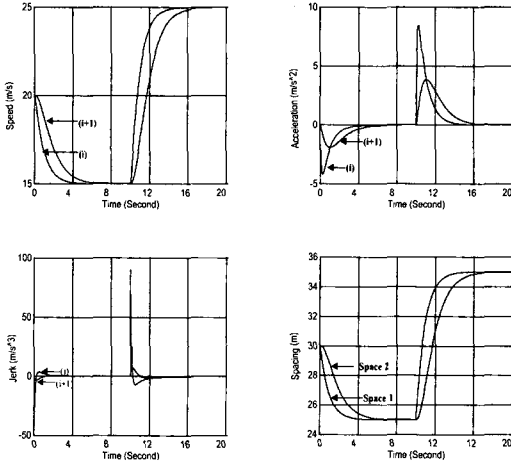 25
20
15
Speed (m/s)
(i+1)
(i)
0 4 8 12 16 20
Time (Second)
10
5
0
-5
Acceleration (m/s^2)
(i+1)
(i)
0 4 8 12 16 20
Time (Second)
100
50
0
-50
Jerk (m/s^3)
(i)
(i+1)
0 4 8 12 16 20
Time (Second)
36
34
32
30
28
26
24
Spacing (m)
Space 2
Space 1
0 4 8 12 16 20
Time (Second)